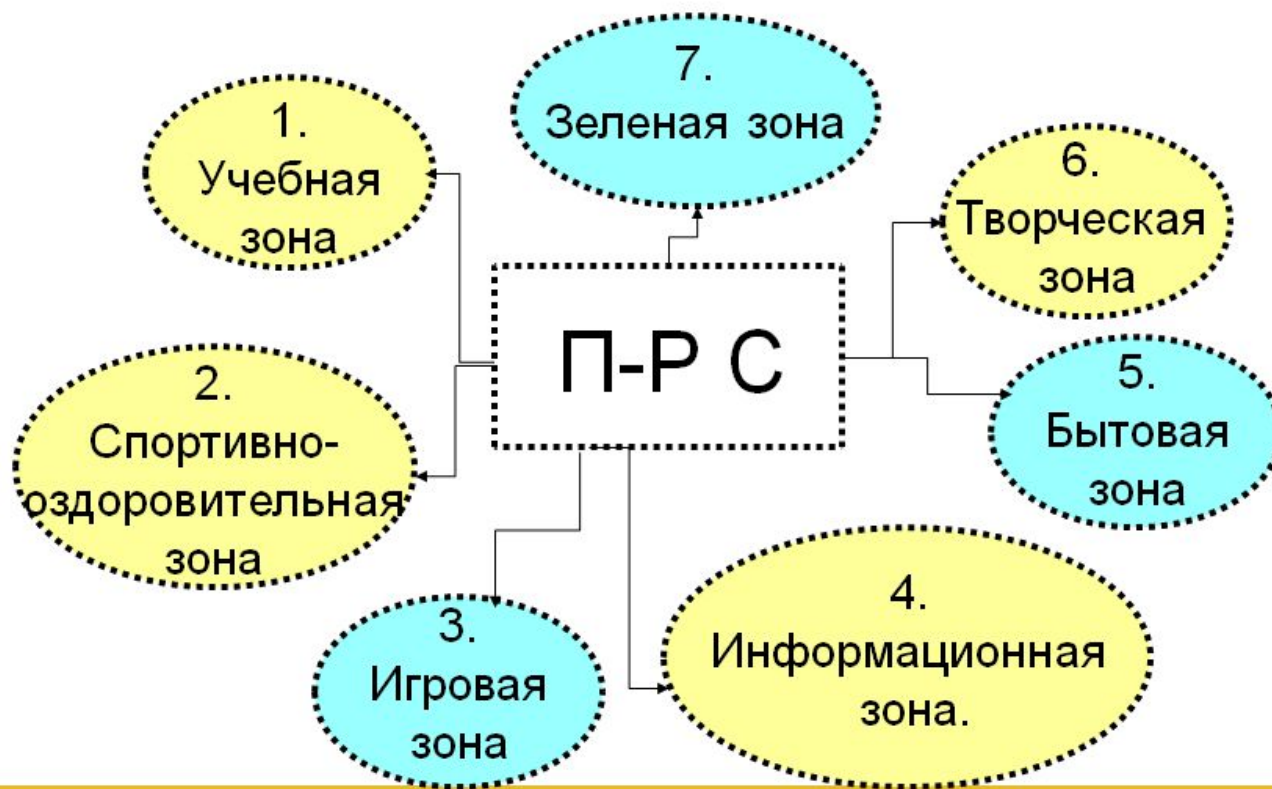 7.
Зеленая зона
1.
Учебная
зона
6.
Творческая
зона
П-Р С
2.
Спортивно-
оздоровительная
зона
5.
Бытовая
зона
3.
Игровая
зона
4.
Информационная
зона.